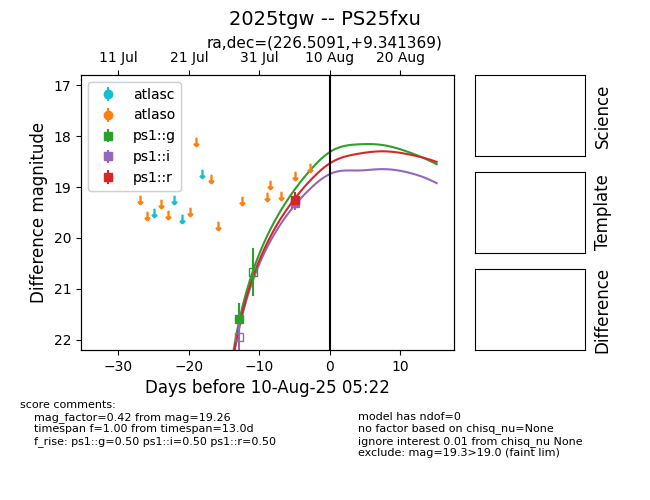 2025tgw -- PS25fxu
ra,dec=(226.5091,+9.341369)
11 Jul 21 Jul 31 Jul 10 Aug 20 Aug
17
18
19
20
21
22
Difference magnitude
atlasc
atlaso
ps1::g
ps1::i
ps1::r
−30 −20 −10 0 10
Days before 10-Aug-25 05:22
Science
Template
Difference
score comments:
mag_factor=0.42 from mag=19.26
timespan f=1.00 from timespan=13.0d
f_rise: ps1::g=0.50 ps1::i=0.50 ps1::r=0.50
model has ndof=0
no factor based on chisq_nu=None
ignore interest 0.01 from chisq_nu None
exclude: mag=19.3>19.0 (faint lim)